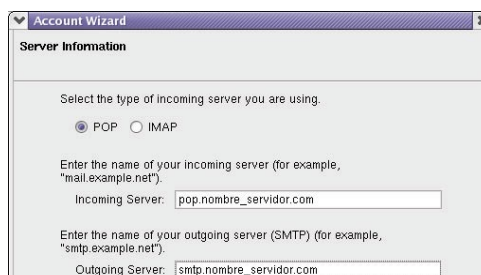 Account Wizard
Server Information
Select the type of incoming server you are using.
POP IMAP
Enter the name of your incoming server (for example,
"mail.example.net").
Incoming Server: pop.nombre_servidor.com
Enter the name of your outgoing server (SMTP) (for example,
"smtp.example.net").
Outgoing Server: smtp.nombre_servidor.com